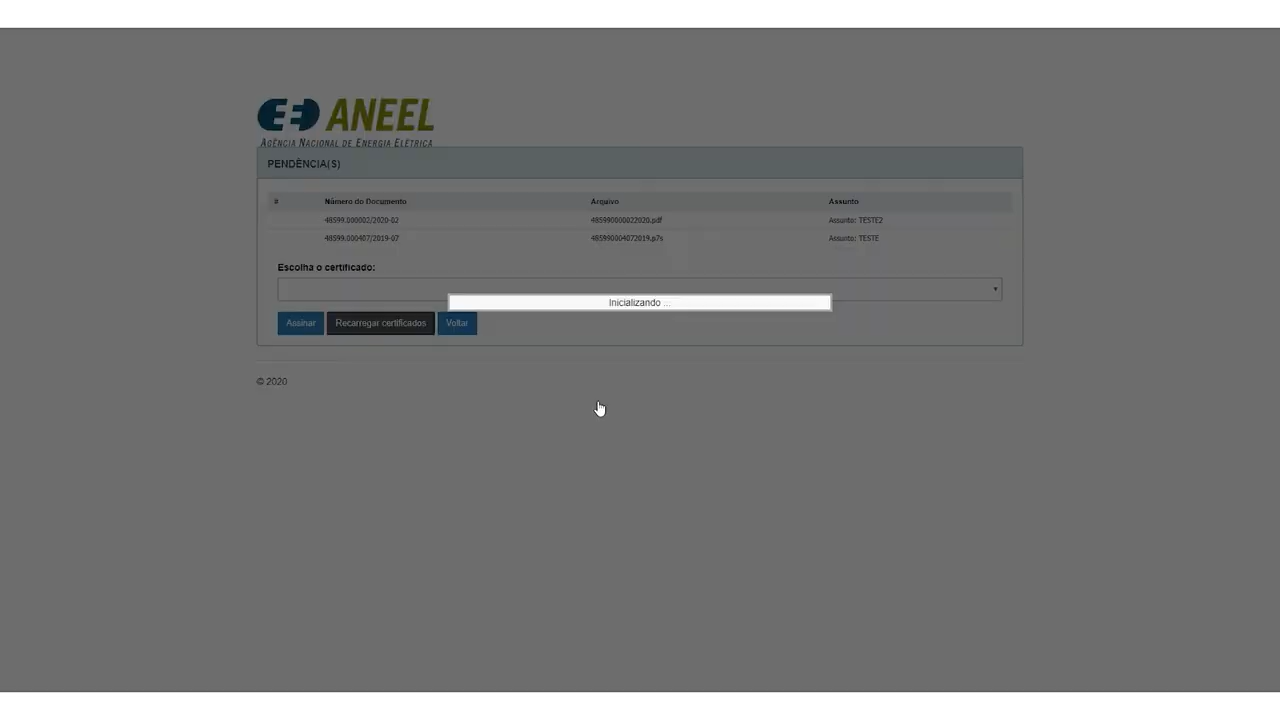 ANEEL
AGÊNCIA NACIONAL DE ENERGIA ELÉTRICA
PENDÊNCIA(S)
# Número do Documento Arquivo Assunto
48599.000002/2020-02 485990000022020.pdf Assunto: TESTE2
48599.000407/2019-07 485990004072019.p7s Assunto: TESTE
Escolha o certificado:
Inicializando ...
Assinar Recarregar certificados Voltar
© 2020